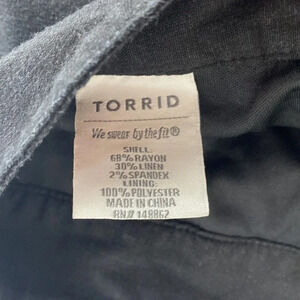 TORRID
We swear by the fit®
SHELL:
68% RAYON
30% LINEN
2% SPANDEX
LINING:
100% POLYESTER
MADE IN CHINA
RN# 148862